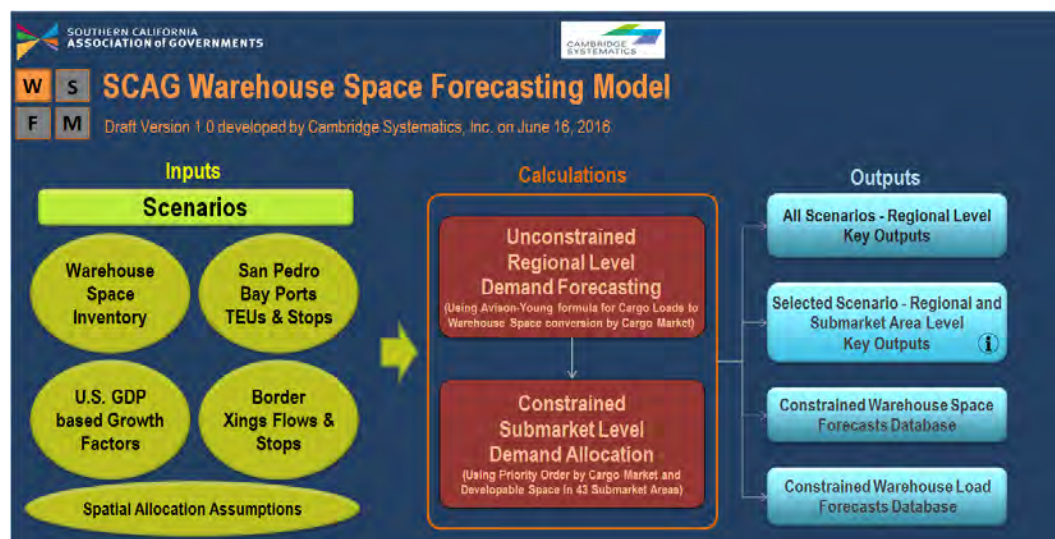 SOUTHERN CALIFORNIA
ASSOCIATION of GOVERNMENTS
CAMBRIDGE
SYSTEMATICS
W S
F M
SCAG Warehouse Space Forecasting Model
Draft Version 1.0 developed by Cambridge Systematics, Inc. on June 16, 2016
Inputs
Scenarios
Warehouse
Space
Inventory
San Pedro
Bay Ports
TEUs & Stops
U.S. GDP
based Growth
Factors
Border
Xings Flows &
Stops
Spatial Allocation Assumptions
Calculations
Unconstrained
Regional Level
Demand Forecasting
(Using Avison-Young formula for Cargo Loads to
Warehouse Space conversion by Cargo Market)
Constrained
Submarket Level
Demand Allocation
(Using Priority Order by Cargo Market and
Developable Space in 43 Submarket Areas)
Outputs
All Scenarios - Regional Level
Key Outputs
Selected Scenario - Regional and
Submarket Area Level
Key Outputs
i
Constrained Warehouse Space
Forecasts Database
Constrained Warehouse Load
Forecasts Database